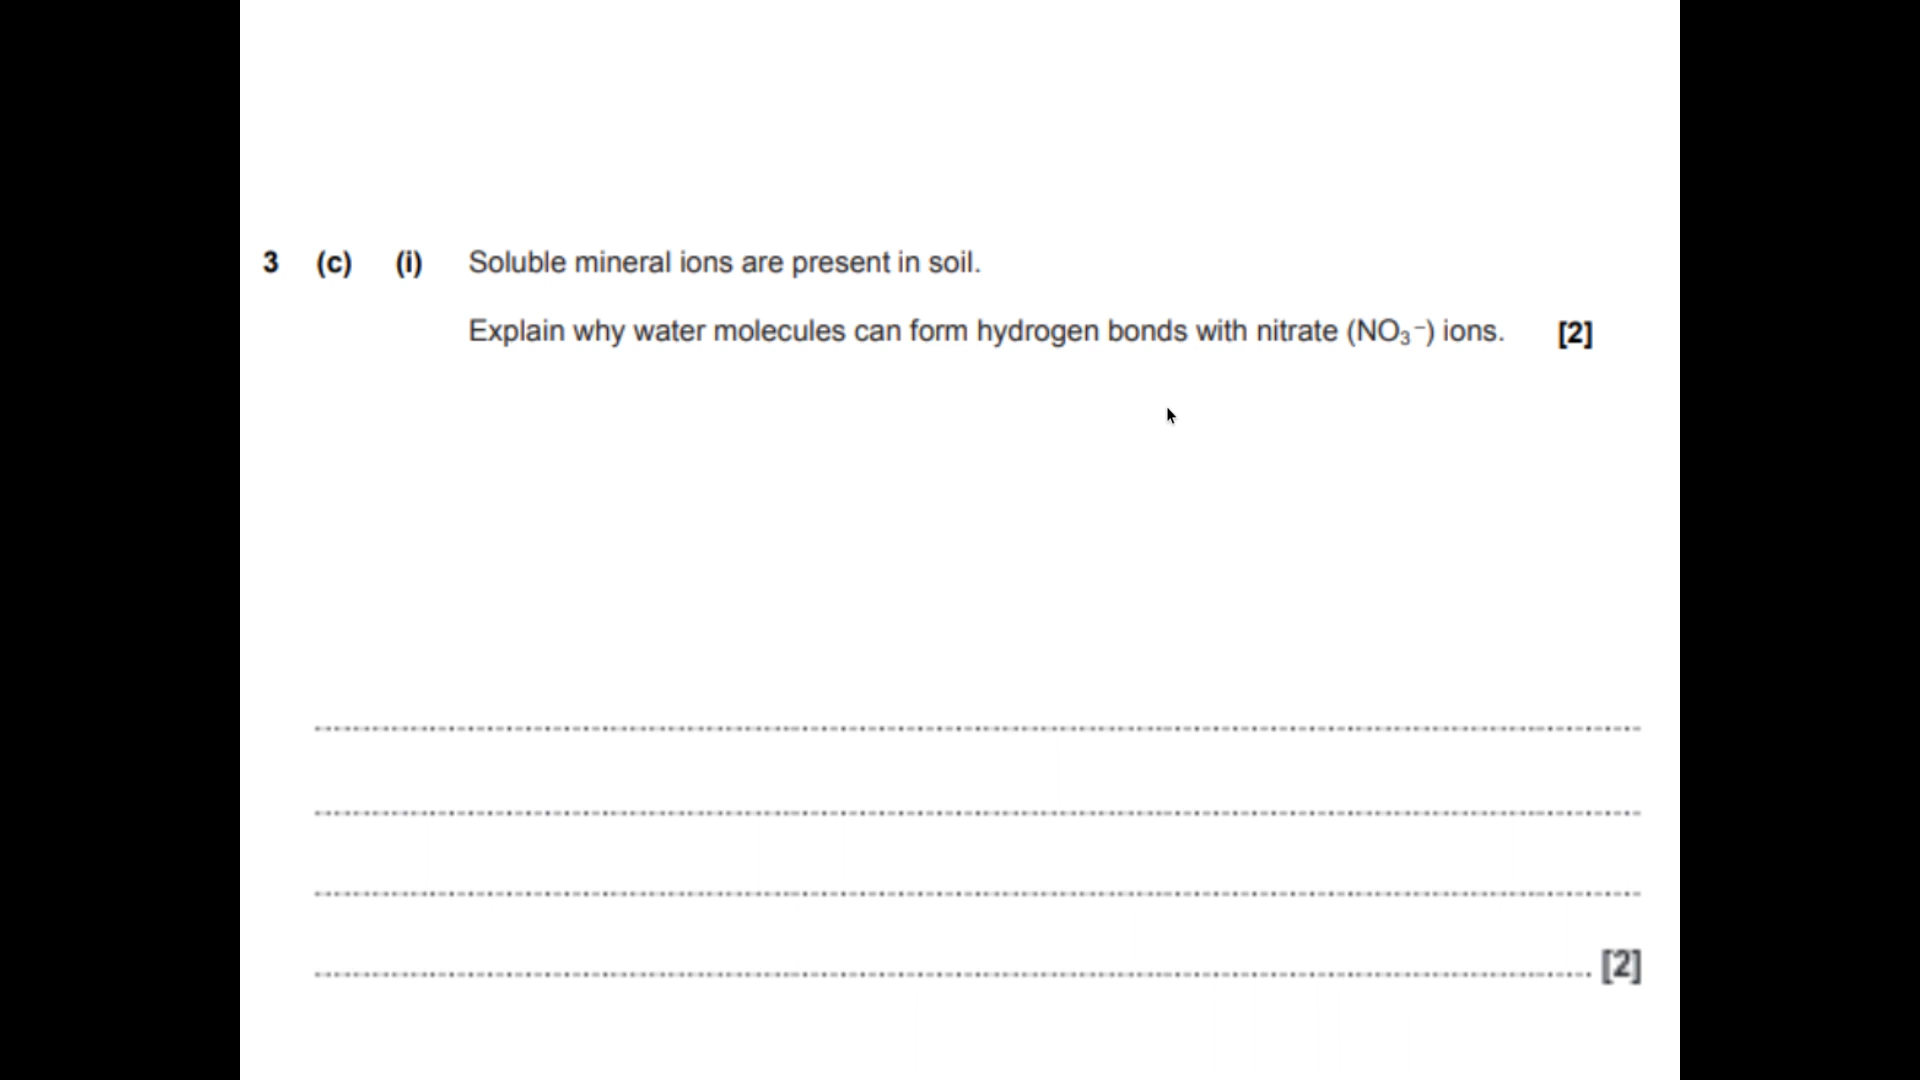 3 (c) (i) Soluble mineral ions are present in soil.
Explain why water molecules can form hydrogen bonds with nitrate (NO₃⁻) ions. [2]
[2]